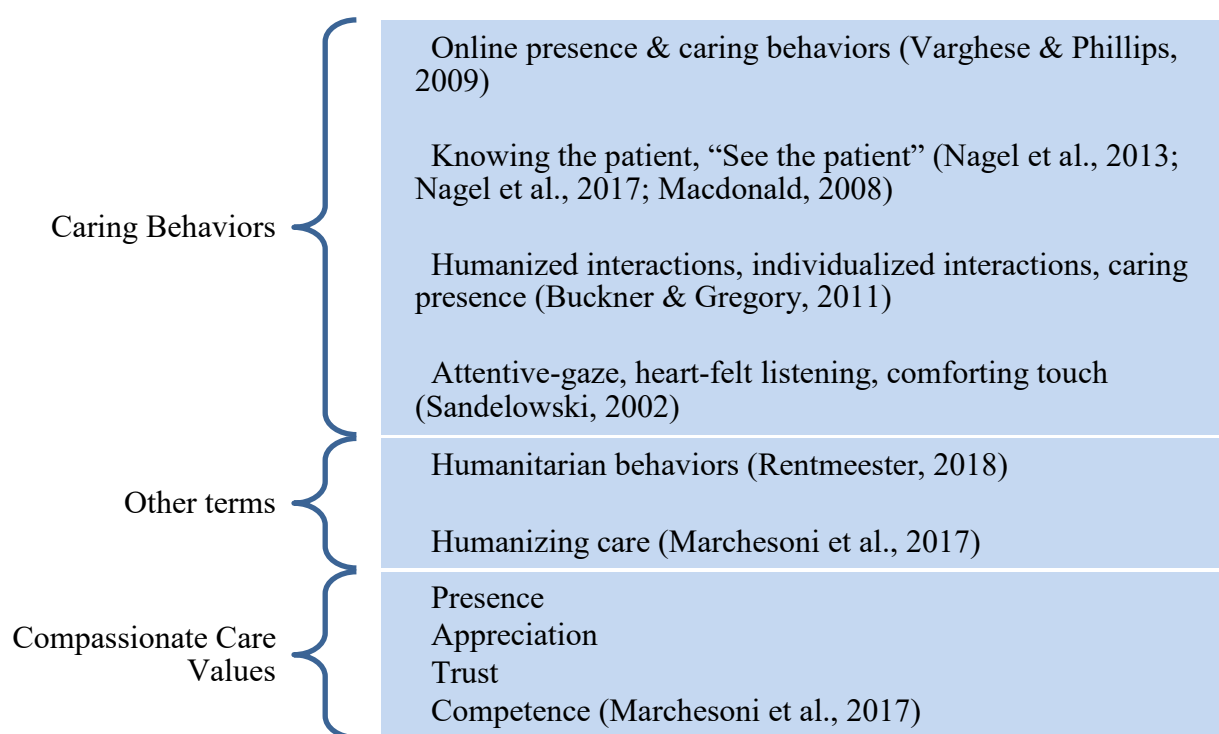 Caring Behaviors
Online presence & caring behaviors (Varghese & Phillips,
2009)
Knowing the patient, “See the patient” (Nagel et al., 2013;
Nagel et al., 2017; Macdonald, 2008)
Humanized interactions, individualized interactions, caring
presence (Buckner & Gregory, 2011)
Attentive-gaze, heart-felt listening, comforting touch
(Sandelowski, 2002)
Other terms
Humanitarian behaviors (Rentmeester, 2018)
Humanizing care (Marchesoni et al., 2017)
Compassionate Care
Values
Presence
Appreciation
Trust
Competence (Marchesoni et al., 2017)